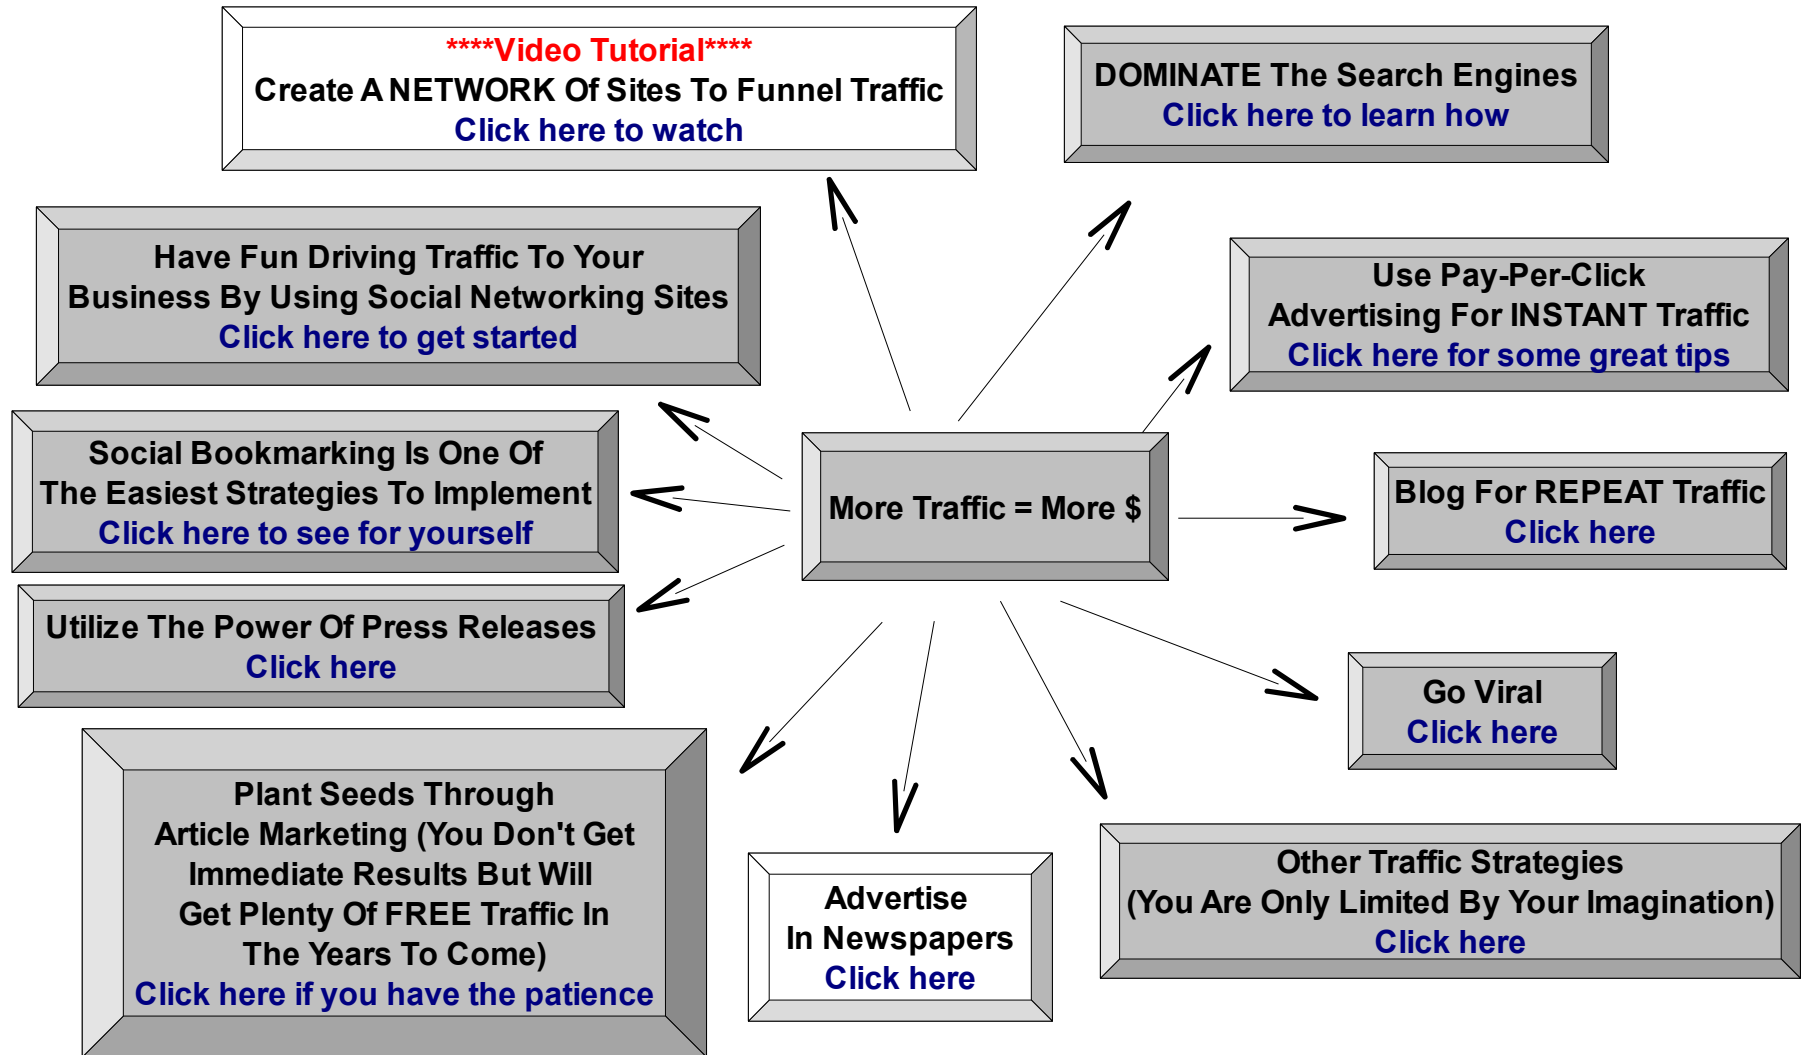 ****Video Tutorial****
Create A NETWORK Of Sites To Funnel Traffic
Click here to watch
DOMINATE The Search Engines
Click here to learn how
Have Fun Driving Traffic To Your
Business By Using Social Networking Sites
Click here to get started
Use Pay-Per-Click
Advertising For INSTANT Traffic
Click here for some great tips
Social Bookmarking Is One Of
The Easiest Strategies To Implement
Click here to see for yourself
More Traffic = More $
Blog For REPEAT Traffic
Click here
Utilize The Power Of Press Releases
Click here
Go Viral
Click here
Plant Seeds Through
Article Marketing (You Don't Get
Immediate Results But Will
Get Plenty Of FREE Traffic In
The Years To Come)
Click here if you have the patience
Advertise
In Newspapers
Click here
Other Traffic Strategies
(You Are Only Limited By Your Imagination)
Click here